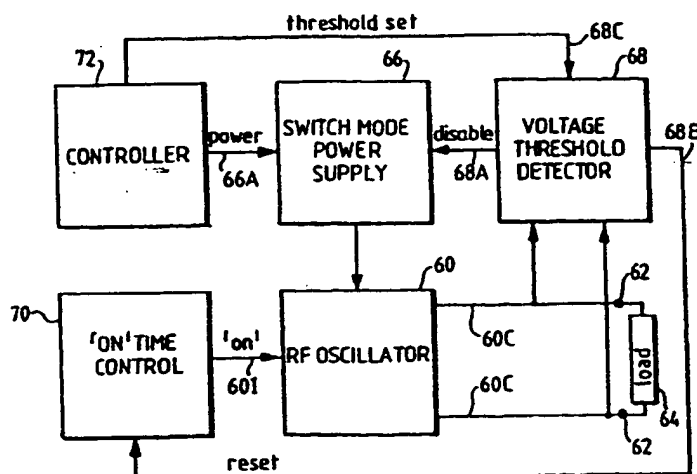 threshold set
68C
72
66
68
68B
CONTROLLER
power
66A
SWITCH MODE
POWER
SUPPLY
disable
68A
VOLTAGE
THRESHOLD
DETECTOR
60
62
70
'ON' TIME
CONTROL
'on'
601
RF OSCILLATOR
60C
60C
load
64
62
reset